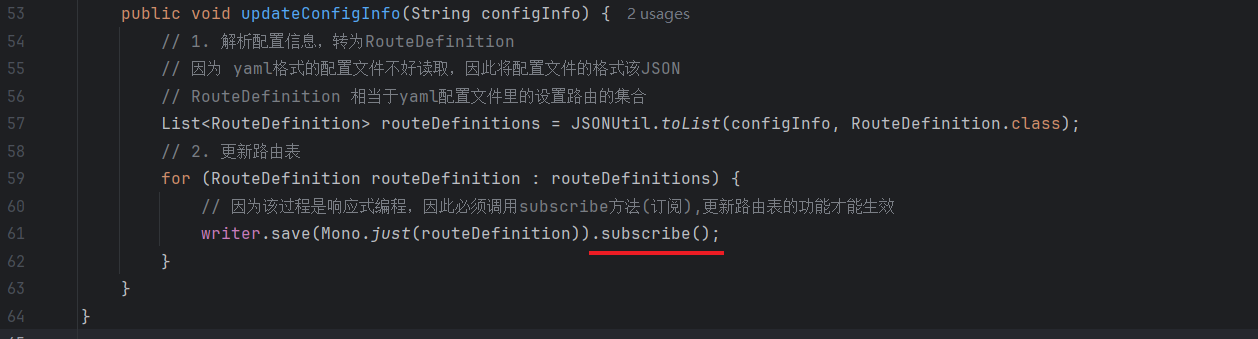 53 public void updateConfigInfo(String configInfo) { 2 usages
54 // 1. 解析配置信息，转为RouteDefinition
55 // 因为 yaml格式的配置文件不好读取，因此将配置文件的格式该JSON
56 // RouteDefinition 相当于yaml配置文件里的设置路由的集合
57 List<RouteDefinition> routeDefinitions = JSONUtil.toList(configInfo, RouteDefinition.class);
58 // 2. 更新路由表
59 for (RouteDefinition routeDefinition : routeDefinitions) {
60 // 因为该过程是响应式编程，因此必须调用subscribe方法(订阅),更新路由表的功能才能生效
61 writer.save(Mono.just(routeDefinition)).subscribe();
62 }
63 }
64 }